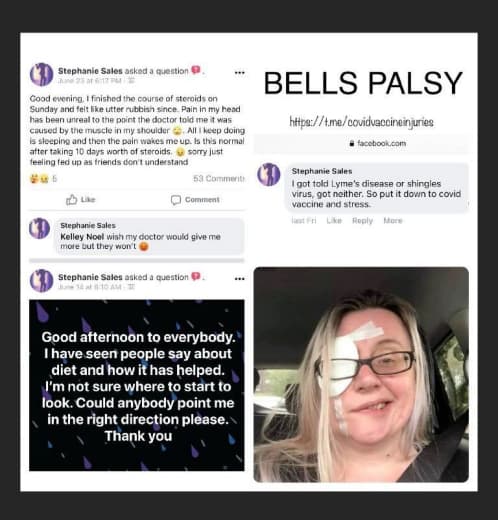 Stephanie Sales asked a question
June 23 at 6:17 PM
Good evening, I finished the course of steroids on
Sunday and felt like utter rubbish since. Pain in my head
has been unreal to the point the doctor told me it was
caused by the muscle in my shoulder 🙄. All I keep doing
is sleeping and then the pain wakes me up. Is this normal
after taking 10 days worth of steroids. 😪 sorry just
feeling fed up as friends don't understand
5
53 Comments
Like
Comment
Stephanie Sales
Kelley Noel wish my doctor would give me
more but they won't 😡
Stephanie Sales asked a question
June 14 at 6:10 AM
Good afternoon to everybody.
I have seen people say about
diet and how it has helped.
I'm not sure where to start to
look. Could anybody point me
in the right direction please.
Thank you
BELLS PALSY
https://t.me/covidvaccineinjuries
facebook.com
Stephanie Sales
I got told Lyme's disease or shingles
virus, got neither. So put it down to covid
vaccine and stress.
last Fri Like Reply More